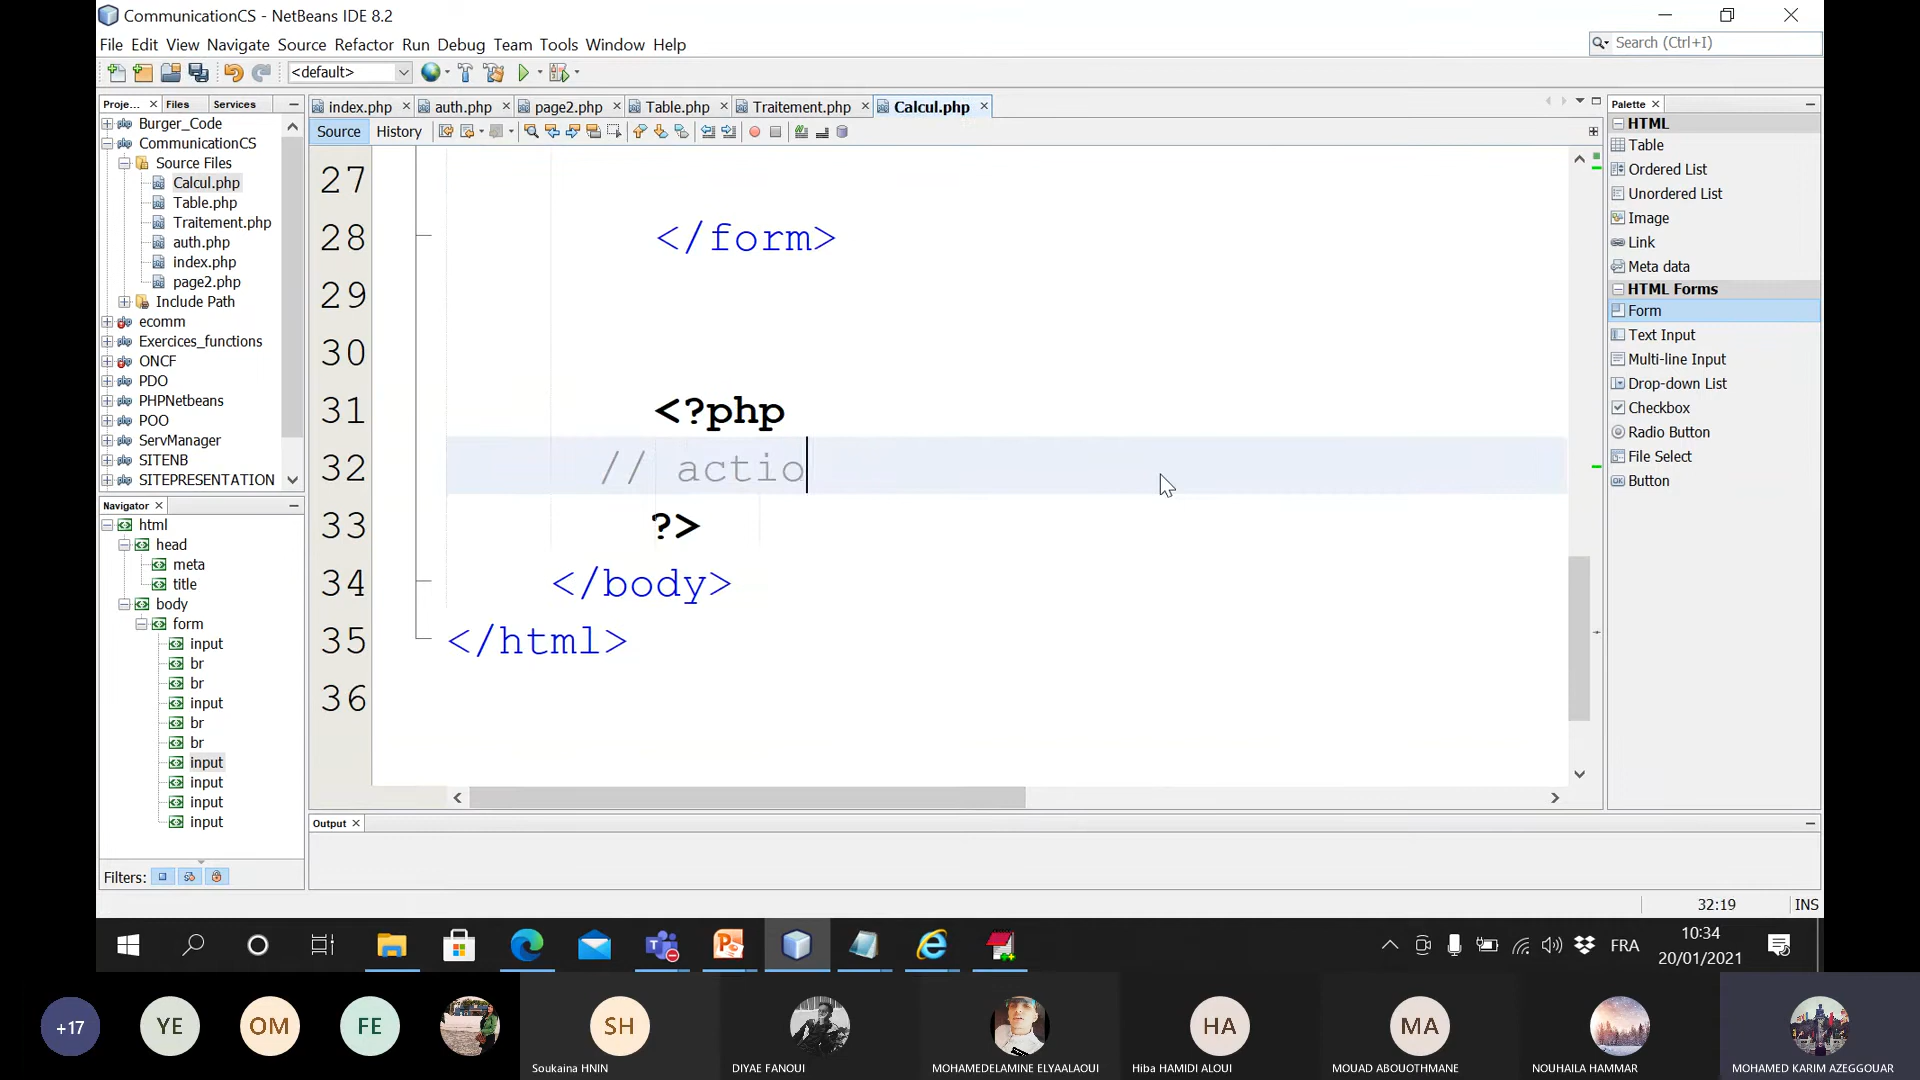 CommunicationCS - NetBeans IDE 8.2
File Edit View Navigate Source Refactor Run Debug Team Tools Window Help
Search (Ctrl+I)
<default>
Proje... Files Services
Burger_Code
CommunicationCS
Source Files
Calcul.php
Table.php
Traitement.php
auth.php
index.php
page2.php
Include Path
ecomm
Exercices_functions
ONCF
PDO
PHPNetbeans
POO
ServManager
SITENB
SITEPRESENTATION
Navigator
html
head
meta
title
body
form
input
br
br
input
br
br
input
input
input
input
Filters:
index.php auth.php page2.php Table.php Traitement.php Calcul.php
Source History
27
28 </form>
29
30
31 <?php
32 // actio
33 ?>
34 </body>
35 </html>
36
Output
Palette
HTML
Table
Ordered List
Unordered List
Image
Link
Meta data
HTML Forms
Form
Text Input
Multi-line Input
Drop-down List
Checkbox
Radio Button
File Select
Button
32:19 INS
FRA
10:34
20/01/2021
+17
YE
OM
FE
SH
Soukaina HNIN
DIYAE FANOUI
MOHAMEDELAMINE ELYAALAOUI
HA
Hiba HAMIDI ALOUI
MA
MOUAD ABOUOTHMANE
NOUHAILA HAMMAR
MOHAMED KARIM AZEGGOUAR